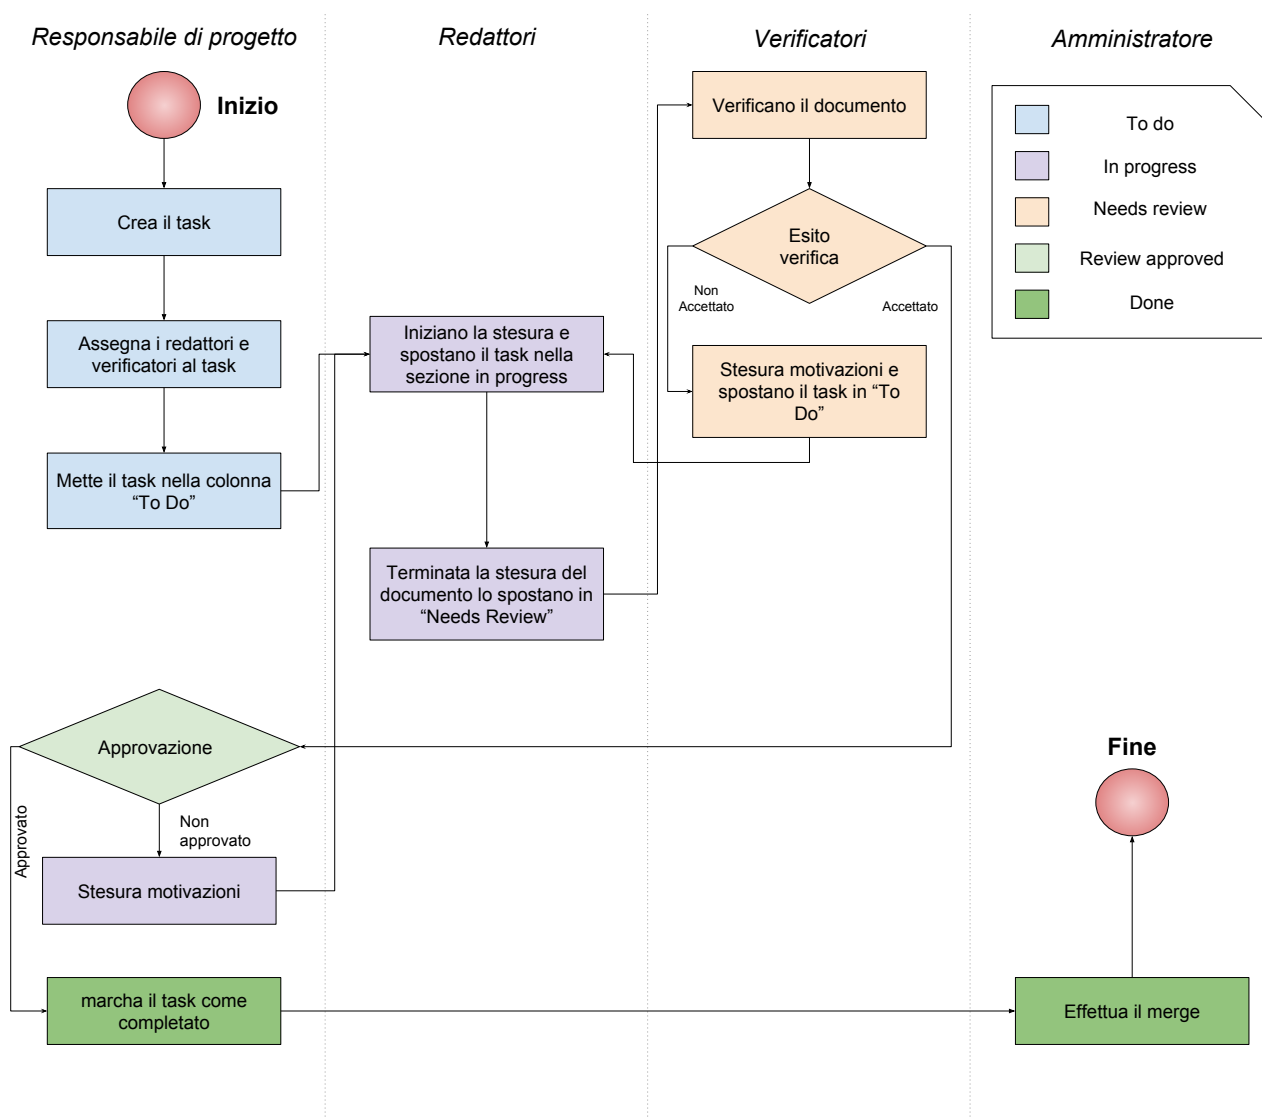 Responsabile di progetto
Redattori
Verificatori
Amministratore
Inizio
Crea il task
Assegna i redattori e
verificatori al task
Mette il task nella colonna
“To Do”
Iniziano la stesura e
spostano il task nella
sezione in progress
Terminata la stesura del
documento lo spostano in
“Needs Review”
Verificano il documento
Esito
verifica
Non
Accettato
Accettato
Stesura motivazioni e
spostano il task in “To
Do”
To do
In progress
Needs review
Review approved
Done
Approvazione
Approvato
Non
approvato
Stesura motivazioni
marcha il task come
completato
Fine
Effettua il merge